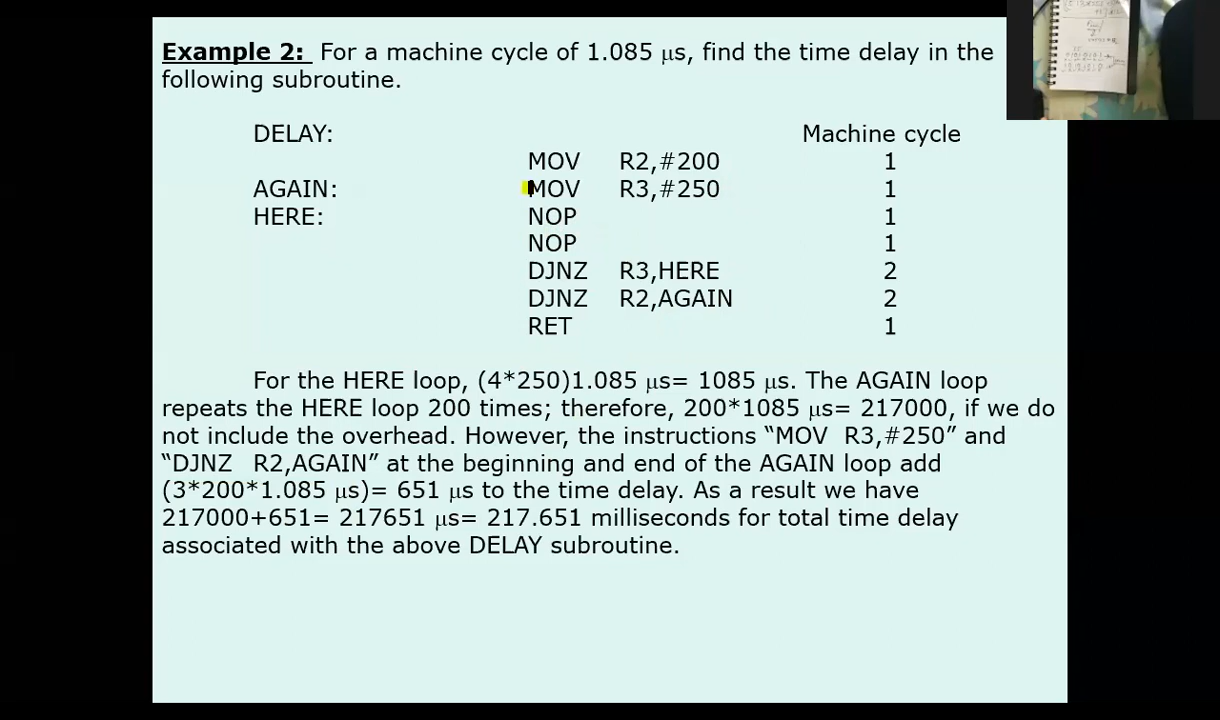 Example 2: For a machine cycle of 1.085 μs, find the time delay in the
following subroutine.
DELAY: Machine cycle
MOV R2,#200 1
AGAIN: MOV R3,#250 1
HERE: NOP 1
NOP 1
DJNZ R3,HERE 2
DJNZ R2,AGAIN 2
RET 1
For the HERE loop, (4*250)1.085 μs= 1085 μs. The AGAIN loop
repeats the HERE loop 200 times; therefore, 200*1085 μs= 217000, if we do
not include the overhead. However, the instructions “MOV R3,#250” and
“DJNZ R2,AGAIN” at the beginning and end of the AGAIN loop add
(3*200*1.085 μs)= 651 μs to the time delay. As a result we have
217000+651= 217651 μs= 217.651 milliseconds for total time delay
associated with the above DELAY subroutine.